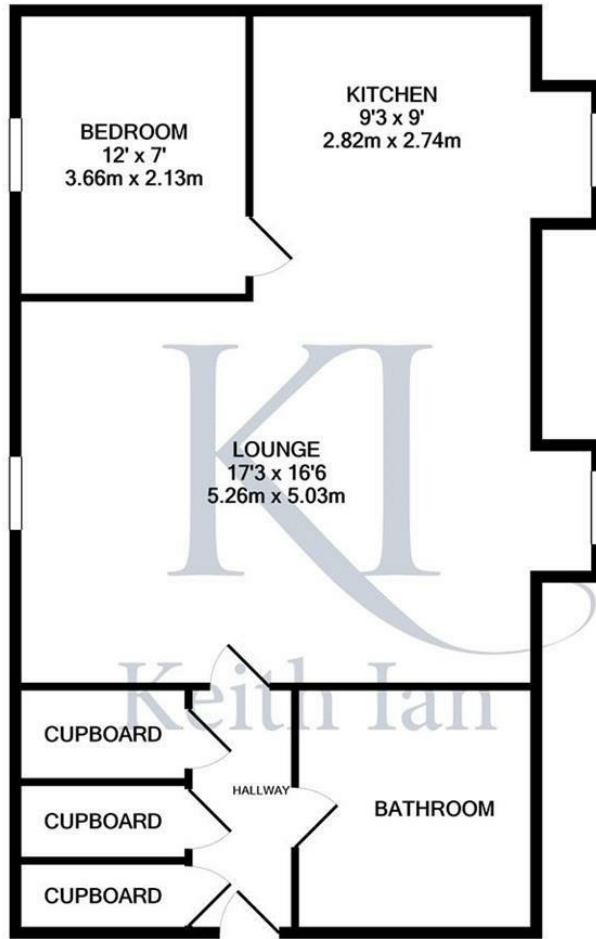 BEDROOM
12' x 7'
3.66m x 2.13m
KITCHEN
9'3 x 9'
2.82m x 2.74m
KI
LOUNGE
17'3 x 16'6
5.26m x 5.03m
Keith Ian
CUPBOARD
HALLWAY
CUPBOARD
BATHROOM
CUPBOARD